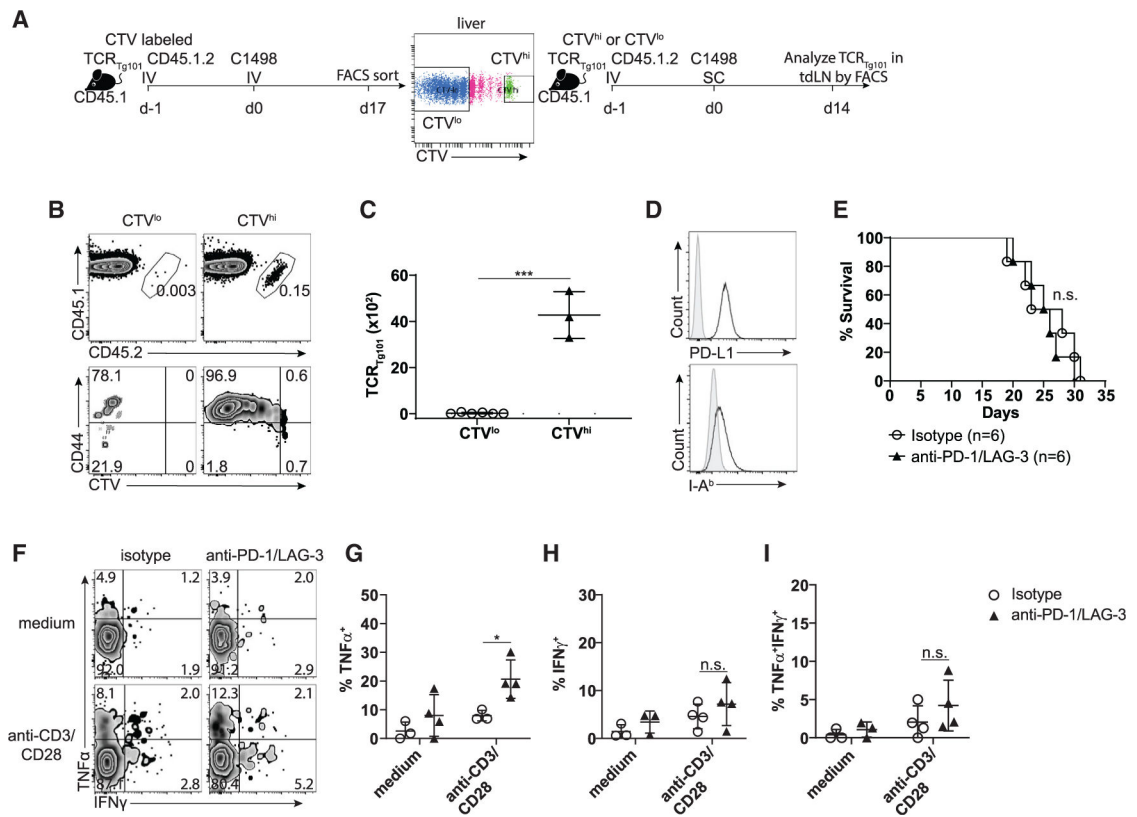 A
CTV labeled
TCRTg101 CD45.1.2 C1498
IV IV
CD45.1
d-1 d0 d17
FACS sort
liver
CTVhi
CTVlo
CTV
CTVhi or CTVlo
TCRTg101 CD45.1.2 C1498
IV SC
CD45.1
d-1 d0 d14
Analyze TCRTg101 in
tdLN by FACS
B
CTVlo CTVhi
CD45.1
0.003 0.15
CD45.2
78.1 0 96.9 0.6
CD44
21.9 0 1.8 0.7
CTV
C
TCRTg101 (x10²)
60
40
20
0
***
CTVlo CTVhi
D
Count
PD-L1
Count
I-Ab
E
% Survival
100
80
60
40
20
0
n.s.
0 5 10 15 20 25 30 35
Days
Isotype (n=6)
anti-PD-1/LAG-3 (n=6)
F
isotype anti-PD-1/LAG-3
medium
4.9 1.2 3.9 2.0
92.0 1.9 91.2 2.9
anti-CD3/
CD28
8.1 2.0 12.3 2.1
2.8 80.4 5.2
TNFα
IFNγ
G
% TNFα+
50
40
30
20
10
0
*
medium
anti-CD3/
CD28
H
% IFNγ+
30
20
10
0
n.s.
medium
anti-CD3/
CD28
I
% TNFα+IFNγ+
20
15
10
5
0
n.s.
medium
anti-CD3/
CD28
Isotype
anti-PD-1/LAG-3